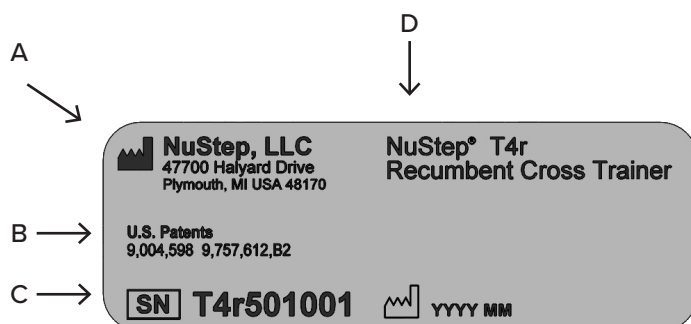 A
D
NuStep, LLC
47700 Halyard Drive
Plymouth, MI USA 48170
NuStep® T4r
Recumbent Cross Trainer
B
U.S. Patents
9,004,598 9,757,612,B2
C
SN T4r501001 YYYY MM